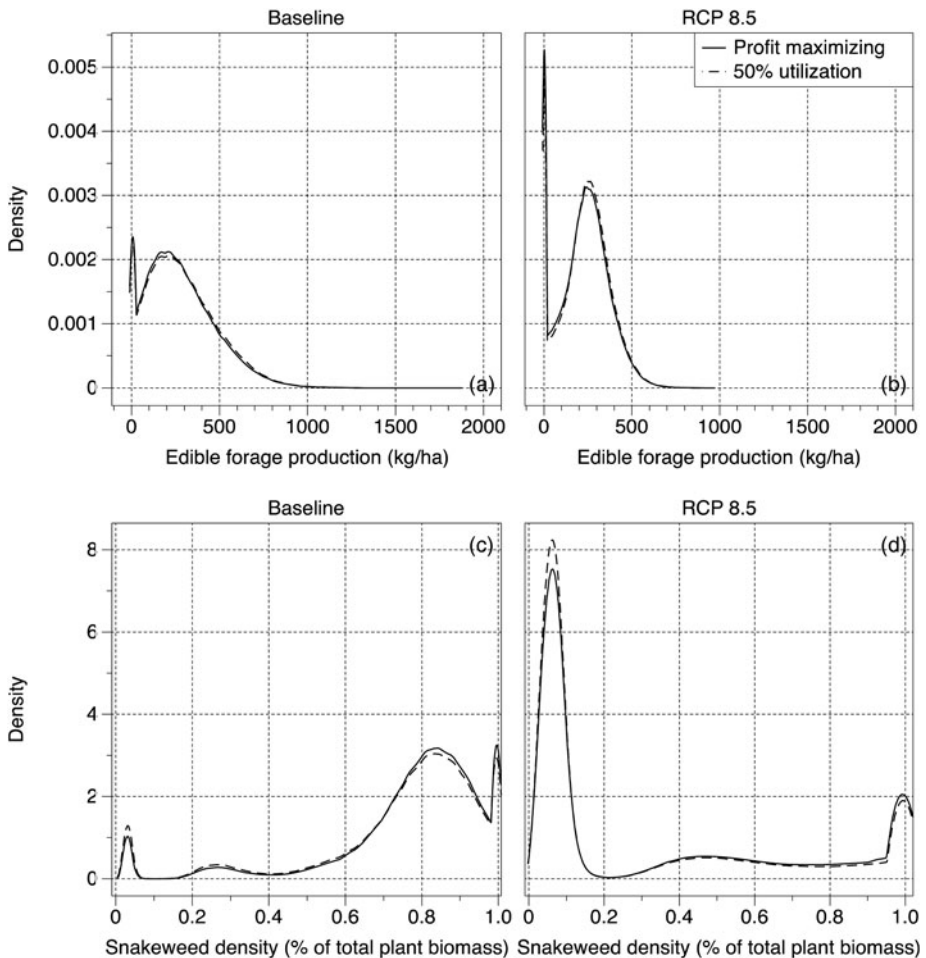 Baseline
RCP 8.5
Profit maximizing
50% utilization
Density
0.005
0.004
0.003
0.002
0.001
0
(a)
(b)
0 500 1000 1500 2000
0 500 1000 1500 2000
Edible forage production (kg/ha)
Edible forage production (kg/ha)
Baseline
RCP 8.5
Density
8
6
4
2
0
(c)
(d)
0 0.2 0.4 0.6 0.8 1.0
0 0.2 0.4 0.6 0.8 1.0
Snakeweed density (% of total plant biomass)
Snakeweed density (% of total plant biomass)